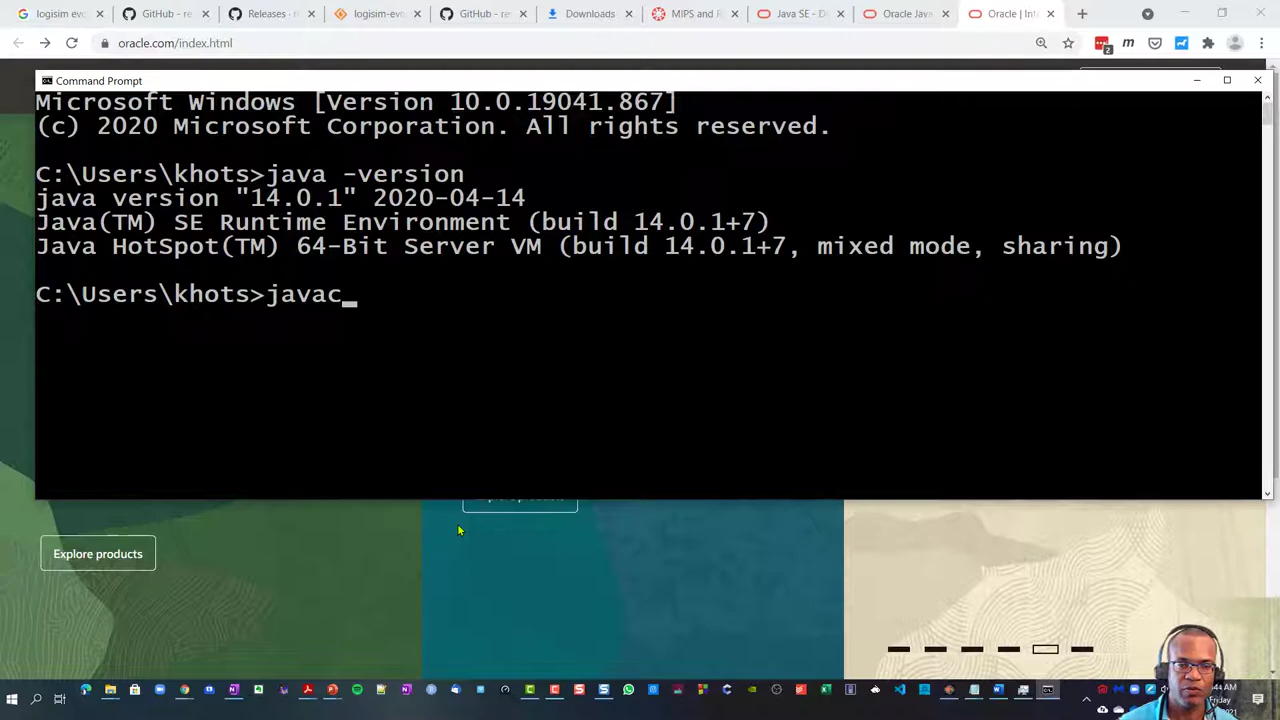 logisim evo
GitHub - re
Releases · r
logisim-evo
GitHub - re
Downloads
MIPS and
Java SE - D
Oracle Java
Oracle | Int
oracle.com/index.html
2
Command Prompt
Microsoft Windows [Version 10.0.19041.867]
(c) 2020 Microsoft Corporation. All rights reserved.
C:\Users\khots>java -version
java version "14.0.1" 2020-04-14
Java(TM) SE Runtime Environment (build 14.0.1+7)
Java HotSpot(TM) 64-Bit Server VM (build 14.0.1+7, mixed mode, sharing)
C:\Users\khots>javac_
Explore products